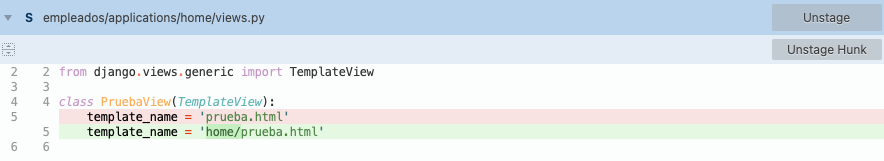 S empleados/applications/home/views.py Unstage
Unstage Hunk
2 2 from django.views.generic import TemplateView
3 3
4 4 class PruebaView(TemplateView):
5 template_name = 'prueba.html'
5 template_name = 'home/prueba.html'
6 6